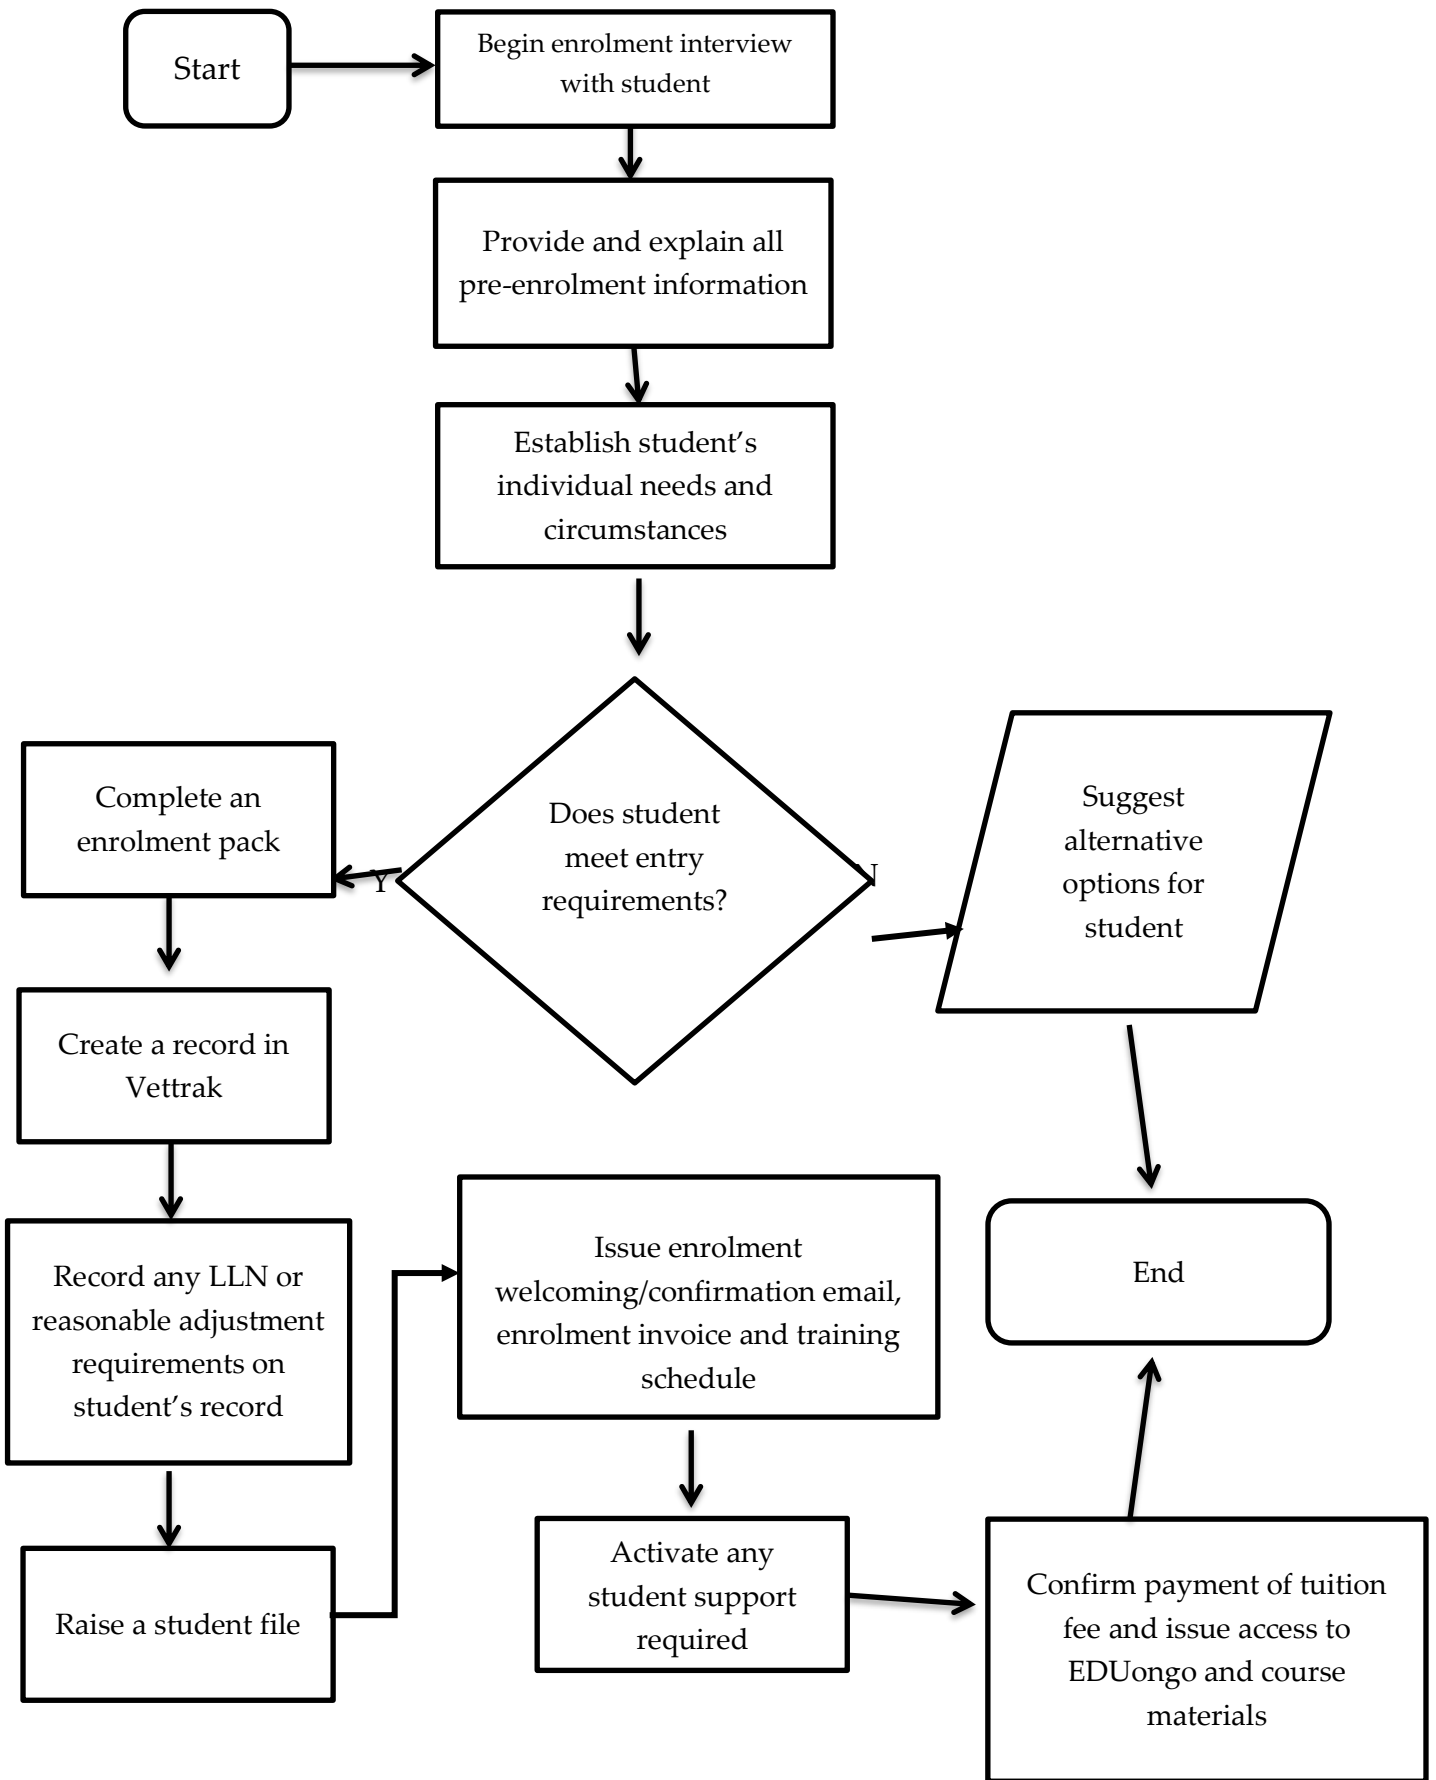 Start
Begin enrolment interview
with student
Provide and explain all
pre-enrolment information
Establish student’s
individual needs and
circumstances
Does student
meet entry
requirements?
Y
N
Complete an
enrolment pack
Suggest
alternative
options for
student
Create a record in
Vettrak
Record any LLN or
reasonable adjustment
requirements on
student’s record
Raise a student file
Issue enrolment
welcoming/confirmation email,
enrolment invoice and training
schedule
Activate any
student support
required
Confirm payment of tuition
fee and issue access to
EDUongo and course
materials
End